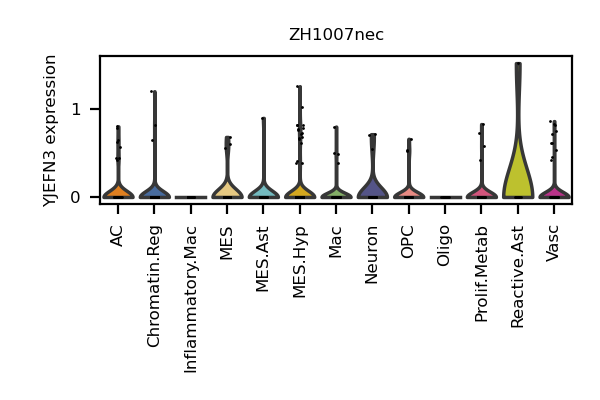 ZH1007nec
YJEFN3 expression
1
0
AC
Chromatin.Reg
Inflammatory.Mac
MES
MES.Ast
MES.Hyp
Mac
Neuron
OPC
Oligo
Prolif.Metab
Reactive.Ast
Vasc